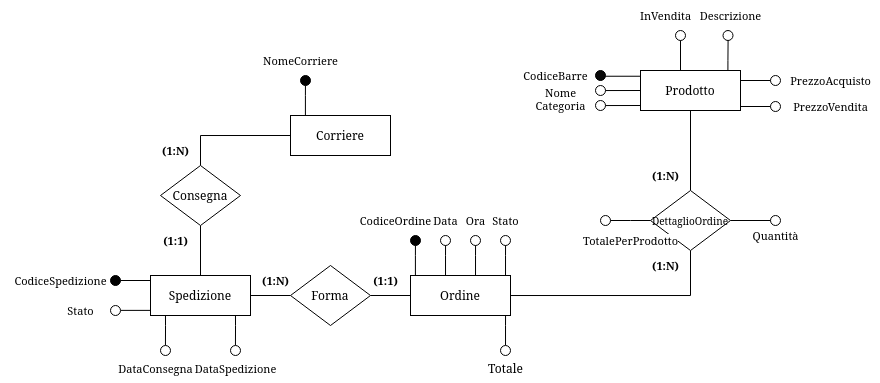 InVendita Descrizione
NomeCorriere
CodiceBarre
Nome
Categoria
Prodotto
PrezzoAcquisto
PrezzoVendita
Corriere
(1:N)
Consegna
(1:1)
(1:N)
DettaglioOrdine
TotalePerProdotto
Quantità
(1:N)
CodiceOrdine Data Ora Stato
CodiceSpedizione
Stato
Spedizione
(1:N)
Forma
(1:1)
Ordine
DataConsegna DataSpedizione
Totale